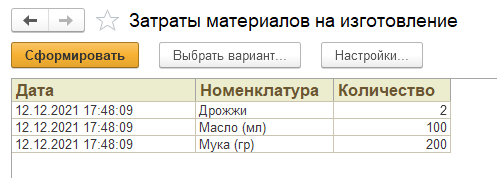 Затраты материалов на изготовление
Сформировать Выбрать вариант... Настройки...
Дата Номенклатура Количество
12.12.2021 17:48:09 Дрожжи 2
12.12.2021 17:48:09 Масло (мл) 100
12.12.2021 17:48:09 Мука (гр) 200